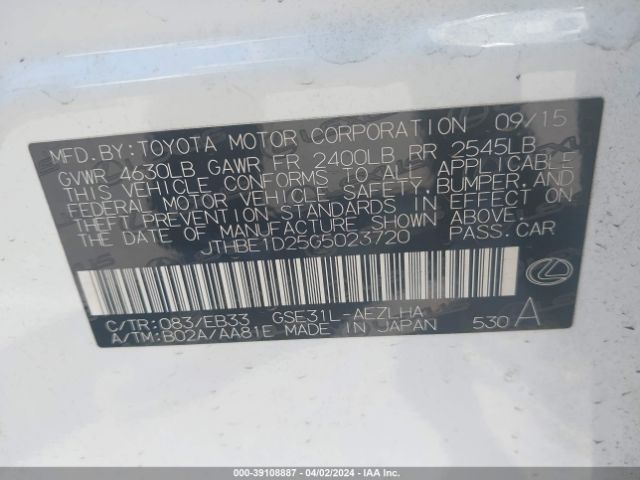 MFD. BY: TOYOTA MOTOR CORPORATION 09/15
GVWR 4630LB GAWR FR 2400LB RR 2545LB
THIS VEHICLE CONFORMS TO ALL APPLICABLE
FEDERAL MOTOR VEHICLE SAFETY, BUMPER, AND
THEFT PREVENTION STANDARDS IN EFFECT ON
THE DATE OF MANUFACTURE SHOWN ABOVE.
JTHBE1D25G5023720 PASS. CAR
C/TR: 083/EB33 GSE31L-AEZLHA
A/TM: B02A/AA81E MADE IN JAPAN 530 A
000-39108887 - 04/02/2024 - IAA Inc.